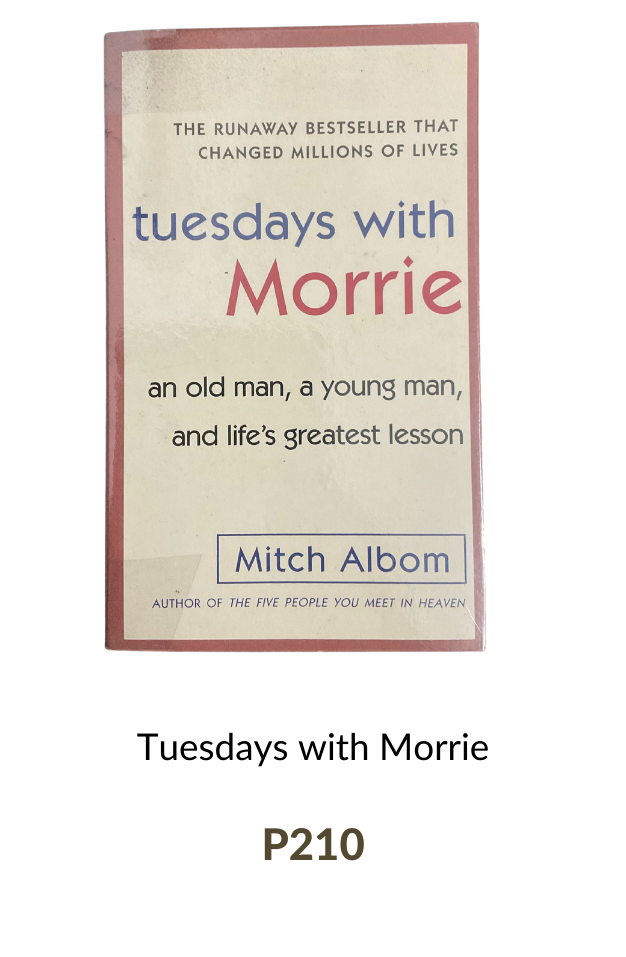 THE RUNAWAY BESTSELLER THAT
CHANGED MILLIONS OF LIVES
tuesdays with
Morrie
an old man, a young man,
and life's greatest lesson
Mitch Albom
AUTHOR OF THE FIVE PEOPLE YOU MEET IN HEAVEN
Tuesdays with Morrie
P210